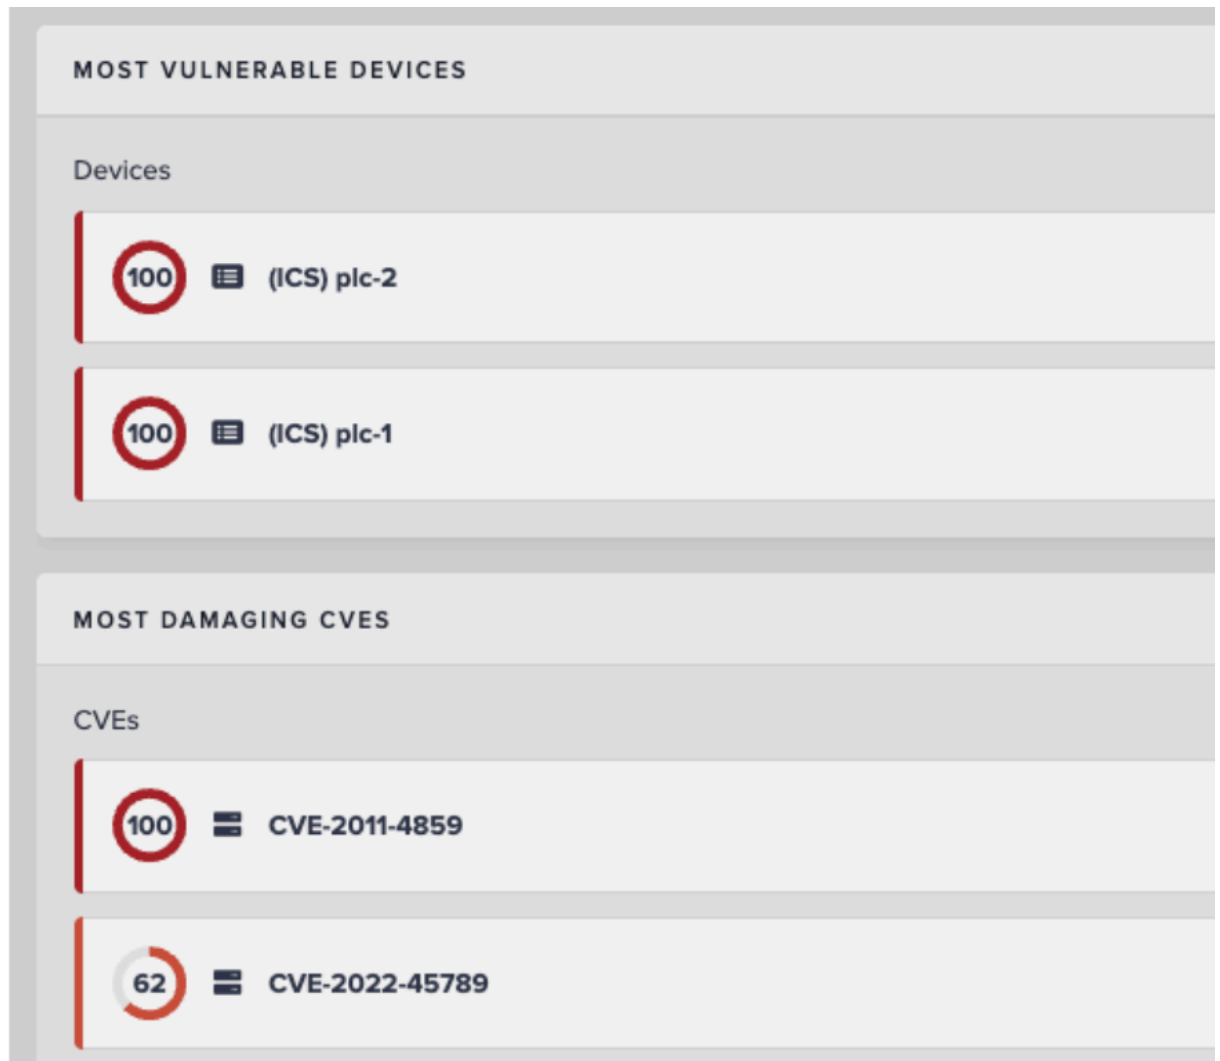 MOST VULNERABLE DEVICES
Devices
100 (ICS) plc-2
100 (ICS) plc-1
MOST DAMAGING CVES
CVEs
100 CVE-2011-4859
62 CVE-2022-45789